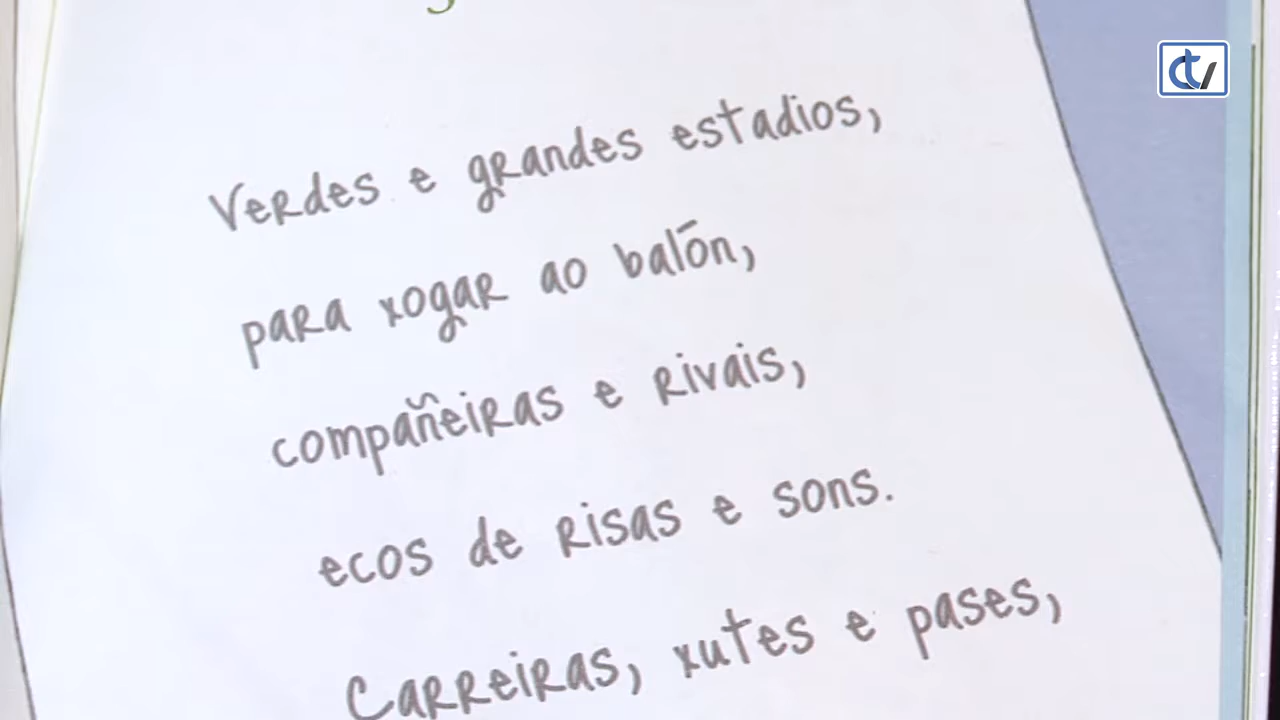 Verdes e grandes estadios,
para xogar ao balón,
compañeiras e rivais,
ecos de risas e sons.
Carreiras, xutes e pases,